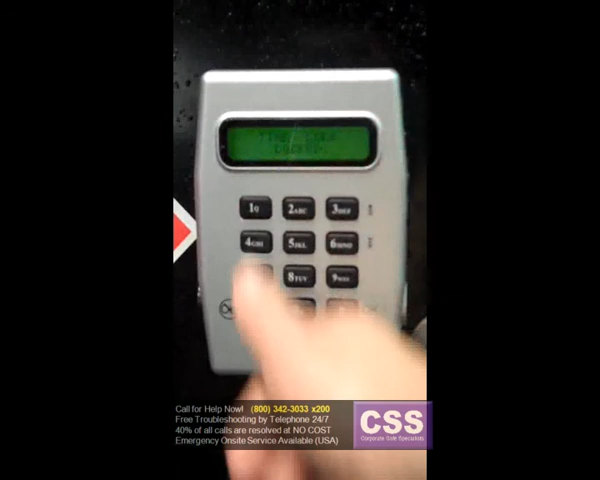 1Q 2ABC 3DEF
4GHI 5JKL 6MNO
8TUV
Call for Help Now! (800) 342-3033 x200
Free Troubleshooting by Telephone 24/7
40% of all calls are resolved at NO COST
Emergency Onsite Service Available (USA)
CSS
Corporate Safe Specialists